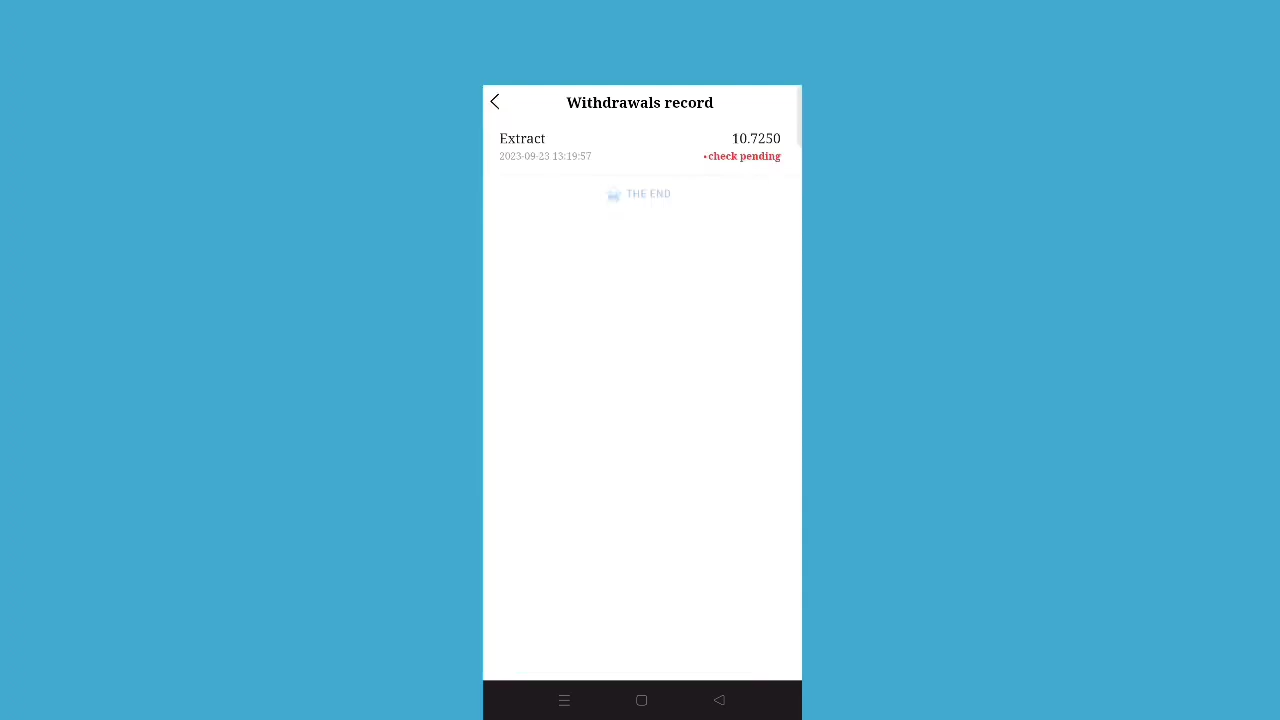 Withdrawals record
Extract 10.7250
2023-09-23 13:19:57 •check pending
THE END